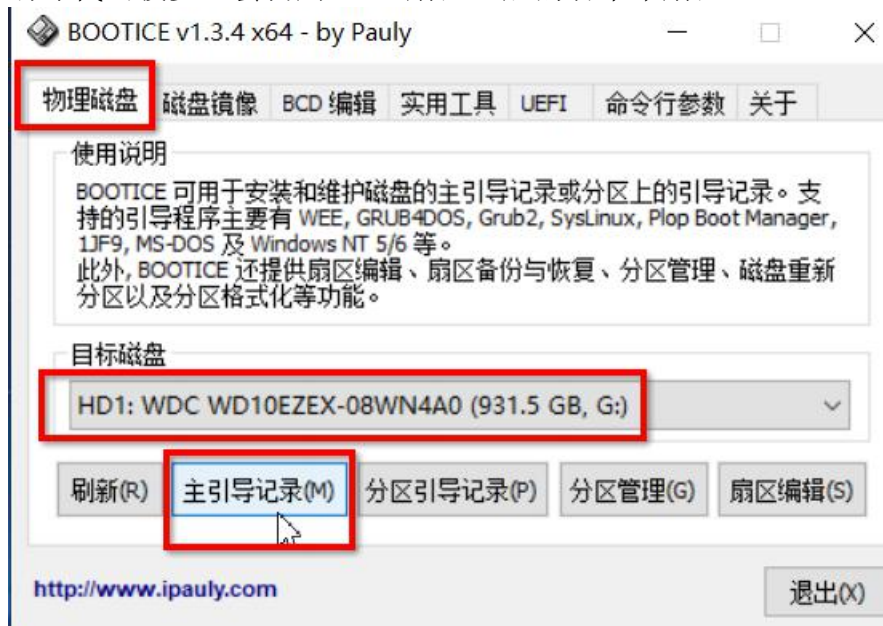 BOOTICE v1.3.4 x64 - by Pauly
物理磁盘 磁盘镜像 BCD 编辑 实用工具 UEFI 命令行参数 关于
使用说明
BOOTICE 可用于安装和维护磁盘的主引导记录或分区上的引导记录。支
持的引导程序主要有 WEE, GRUB4DOS, Grub2, SysLinux, Plop Boot Manager,
1JF9, MS-DOS 及 Windows NT 5/6 等。
此外, BOOTICE 还提供扇区编辑、扇区备份与恢复、分区管理、磁盘重新
分区以及分区格式化等功能。
目标磁盘
HD1: WDC WD10EZEX-08WN4A0 (931.5 GB, G:)
刷新(R) 主引导记录(M) 分区引导记录(P) 分区管理(G) 扇区编辑(S)
http://www.ipauly.com 退出(X)